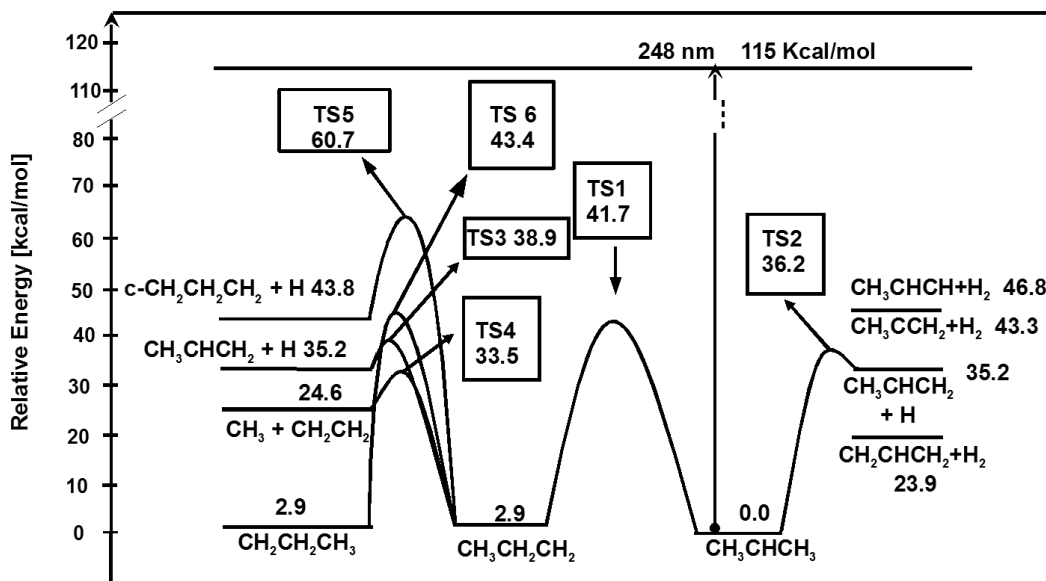 120
110
80
70
60
50
40
30
20
10
0
Relative Energy [kcal/mol]
248 nm 115 Kcal/mol
TS5
60.7
TS 6
43.4
TS3 38.9
TS4
33.5
TS1
41.7
TS2
36.2
c-CH₂CH₂CH₂ + H 43.8
CH₃CHCH₂ + H 35.2
24.6
CH₃ + CH₂CH₂
2.9
CH₂CH₂CH₃
2.9
CH₃CH₂CH₂
0.0
CH₃CHCH₃
CH₃CHCH+H₂ 46.8
CH₃CCH₂+H₂ 43.3
35.2
CH₃CHCH₂
+ H
CH₂CHCH₂+H₂
23.9